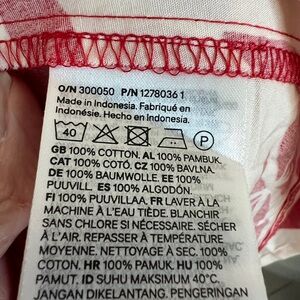 O/N 300050 P/N 1278036 1
Made in Indonesia. Fabriqué en
Indonésie. Hecho en Indonesia.
40 P
GB 100% COTTON. AL 100% PAMBUK.
CAT 100% COTÓ. CZ 100% BAVLNA.
DE 100% BAUMWOLLE. EE 100%
PUUVILL. ES 100% ALGODÓN.
FI 100% PUUVILLAA. FR LAVER À LA
MACHINE À L'EAU TIÈDE. BLANCHIR
SANS CHLORE SI NÉCESSAIRE. SÉCHER
À L'AIR. REPASSER À TEMPÉRATURE
MOYENNE. NETTOYAGE À SEC. 100%
COTON. HR 100% PAMUK. HU 100%
PAMUT. ID SUHU MAKSIMUM 40°C.
JANGAN DIKELANTANG. PENGERINGAN